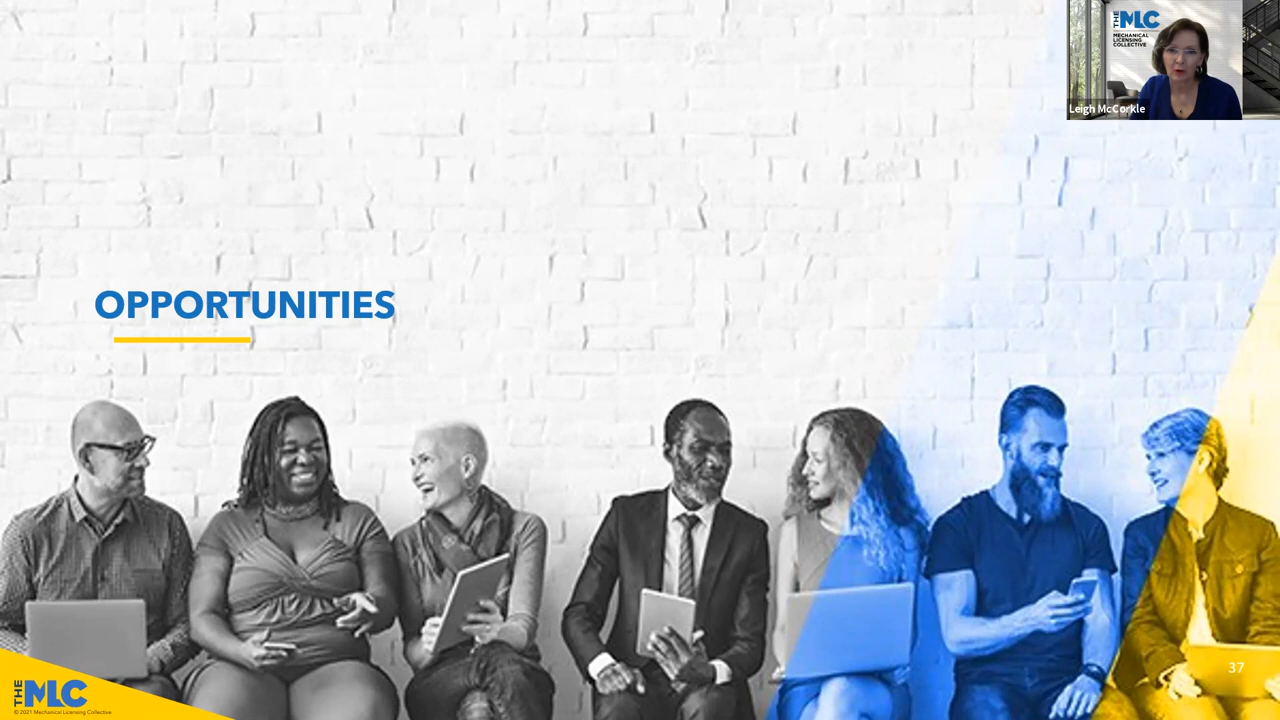 THE MLC
MECHANICAL
LICENSING
COLLECTIVE
Leigh McCorkle
OPPORTUNITIES
37
THE MLC
© 2021 Mechanical Licensing Collective